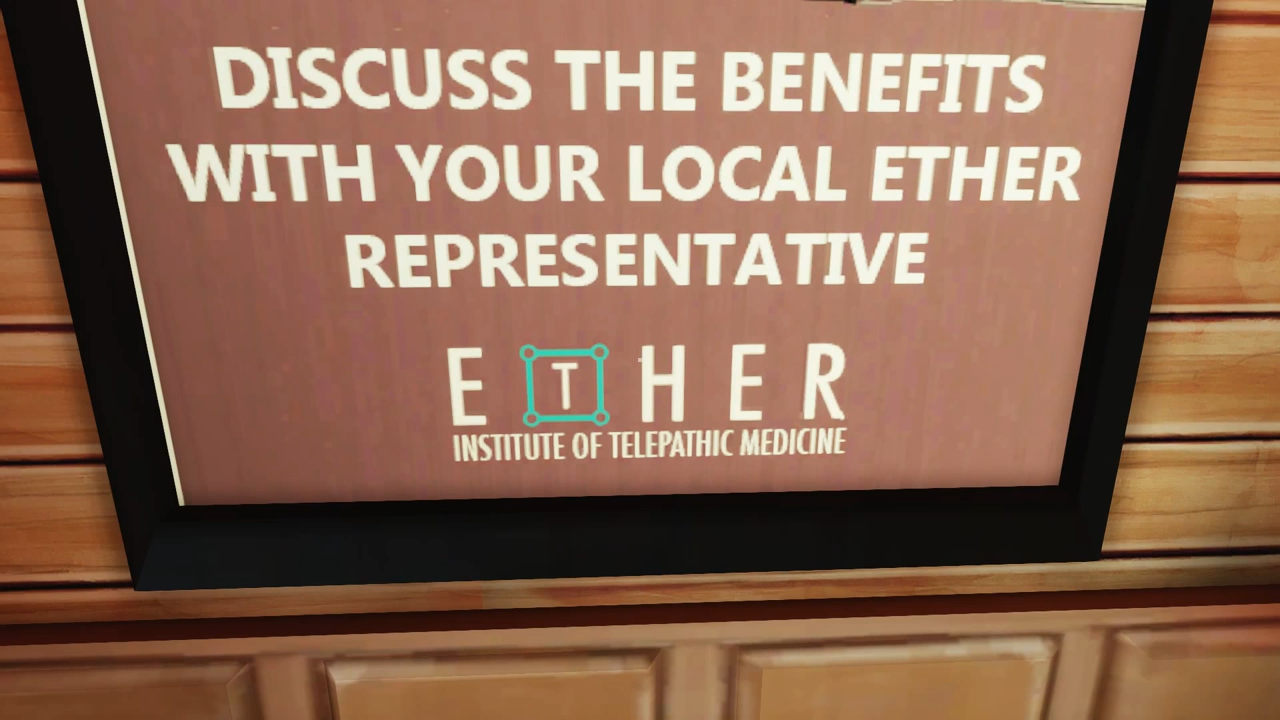 DISCUSS THE BENEFITS
WITH YOUR LOCAL ETHER
REPRESENTATIVE
ETHER
INSTITUTE OF TELEPATHIC MEDICINE